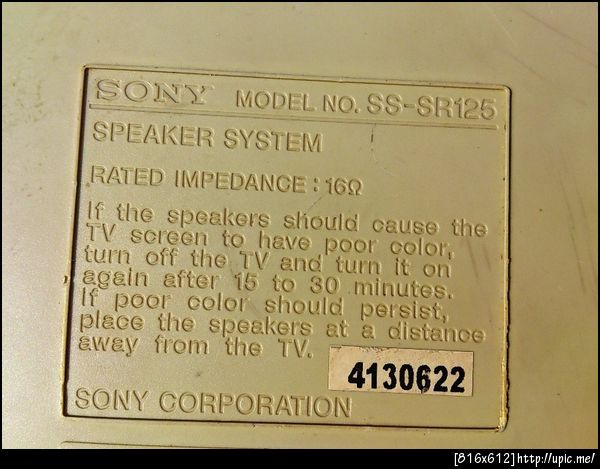 SONY MODEL NO. SS-SR125
SPEAKER SYSTEM
RATED IMPEDANCE : 16Ω
If the speakers should cause the
TV screen to have poor color,
turn off the TV and turn it on
again after 15 to 30 minutes.
If poor color should persist,
place the speakers at a distance
away from the TV.
4130622
SONY CORPORATION
[816x612]http://upic.me/